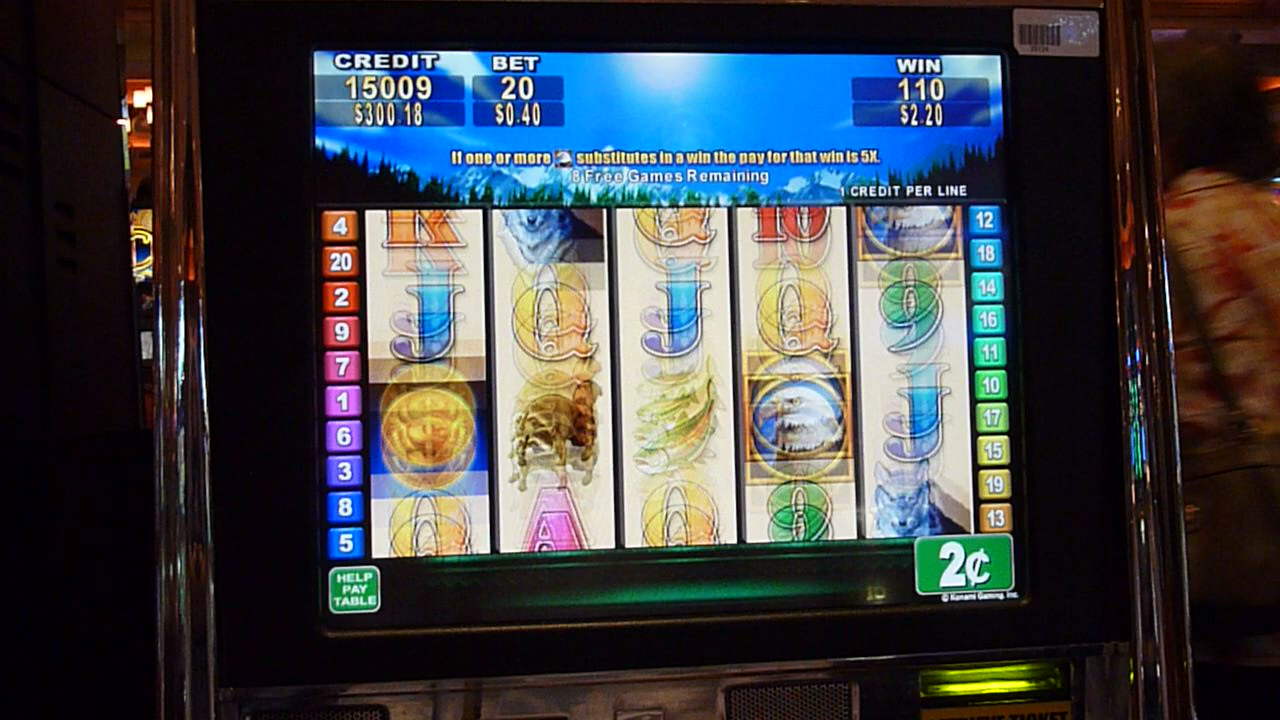 CREDIT BET WIN
15009 20 110
$300.18 $0.40 $2.20
If one or more substitutes in a win the pay for that win is 5X.
8 Free Games Remaining
1 CREDIT PER LINE
4 K Q 10 12
20 18
2 J Q J Q 9 14
9 16
7 11
1 J 10
6 17
3 15
8 Q A Q 9 19
5 13
HELP
PAY
TABLE
2¢
© Konami Gaming, Inc.